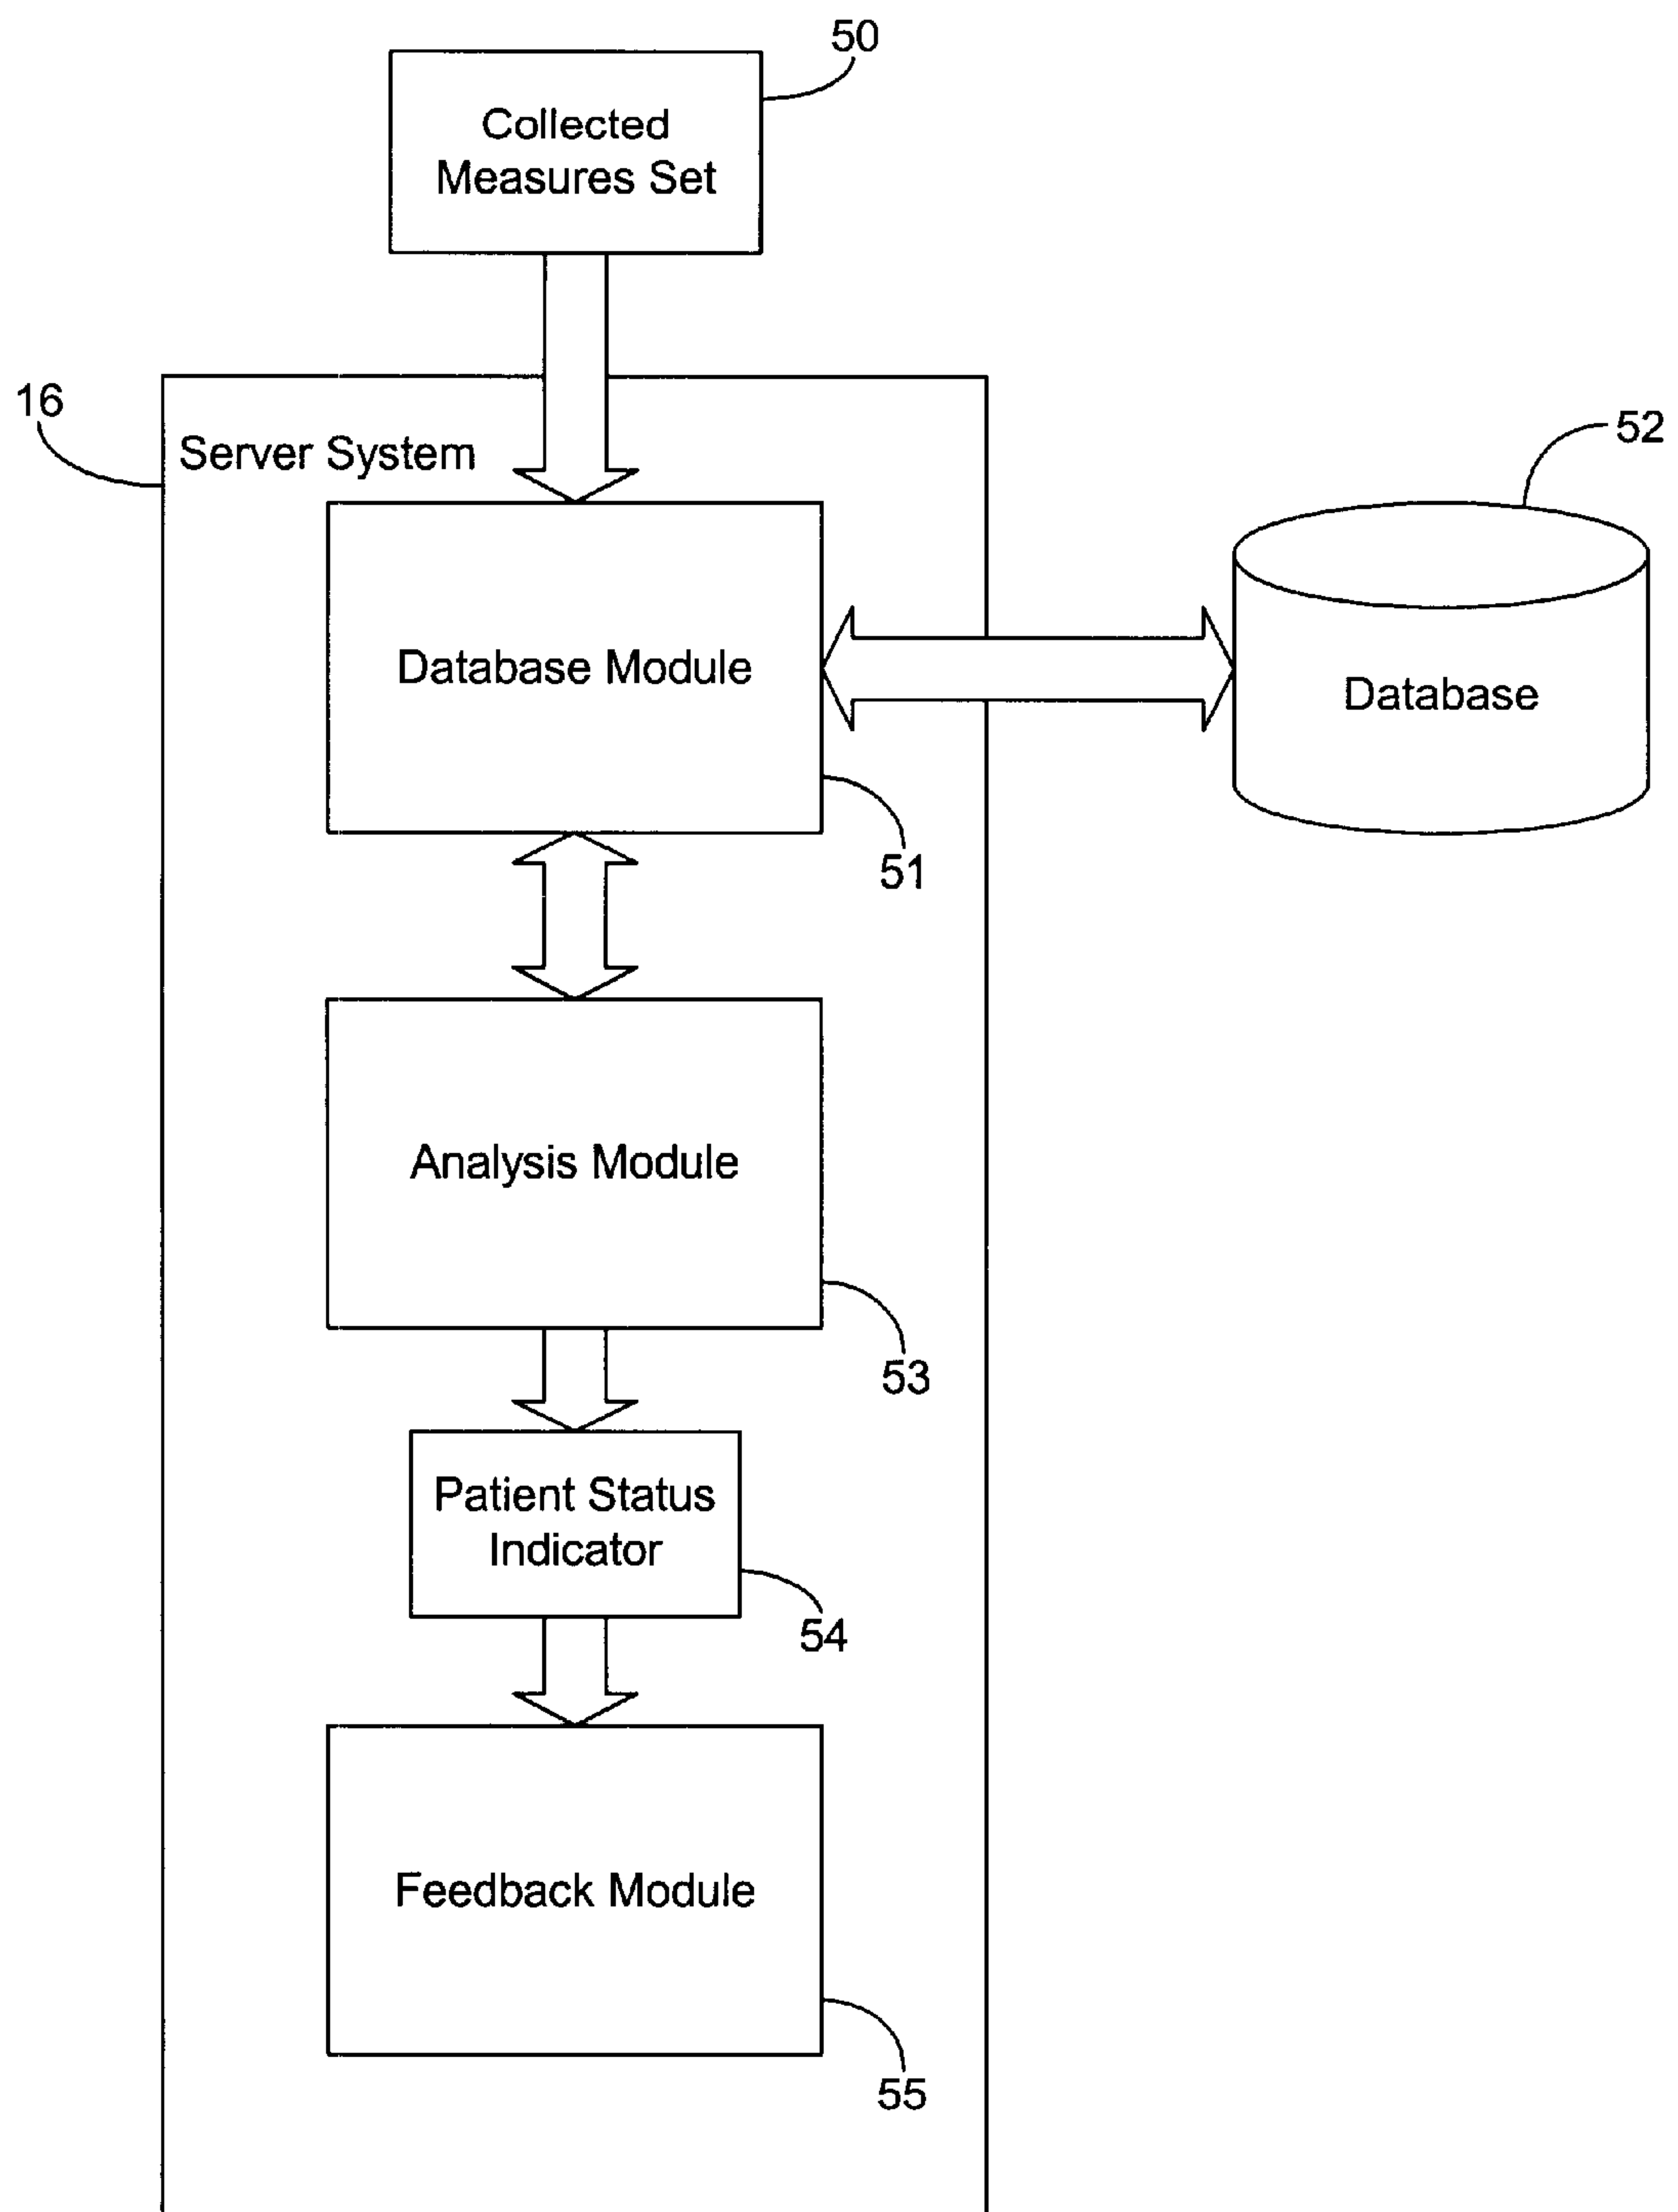 50
Collected
Measures Set
16
Server System
52
Database Module
Database
51
Analysis Module
53
Patient Status
Indicator
54
Feedback Module
55